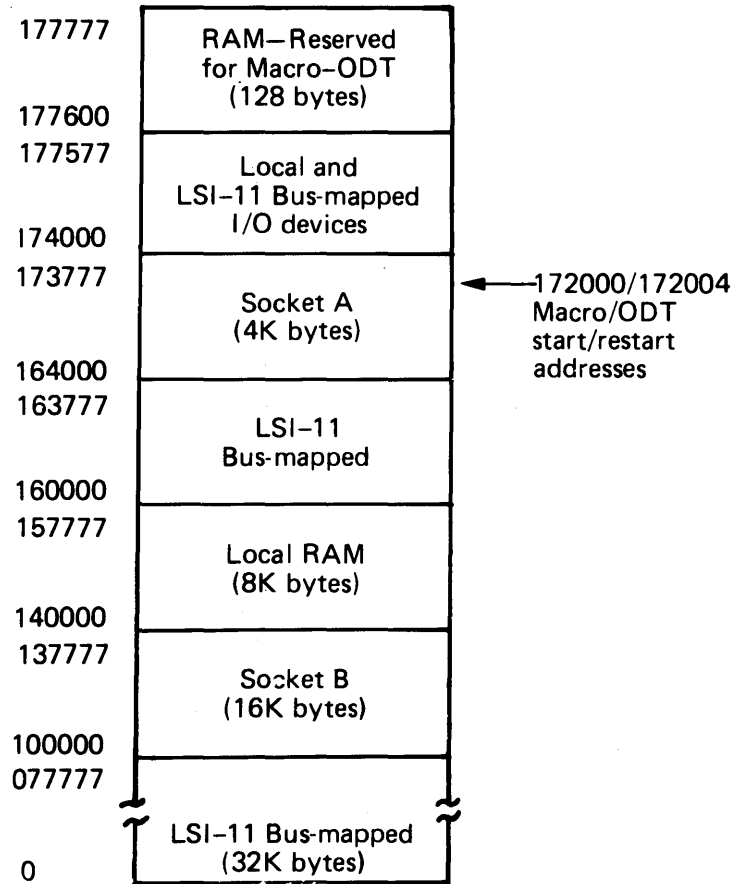 177777
RAM—Reserved
for Macro-ODT
(128 bytes)
177600
177577
Local and
LSI-11 Bus-mapped
I/O devices
174000
173777
172000/172004
Macro/ODT
start/restart
addresses
Socket A
(4K bytes)
164000
163777
LSI-11
Bus-mapped
160000
157777
Local RAM
(8K bytes)
140000
137777
Socket B
(16K bytes)
100000
077777
LSI-11 Bus-mapped
(32K bytes)
0